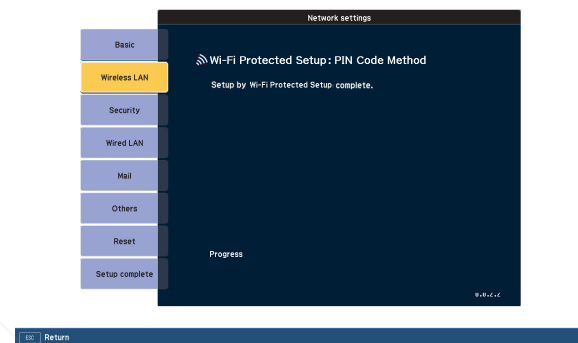 Network settings
Basic
Wireless LAN
Security
Wired LAN
Mail
Others
Reset
Setup complete
Wi-Fi Protected Setup: PIN Code Method
Setup by Wi-Fi Protected Setup complete.
Progress
ESC Return